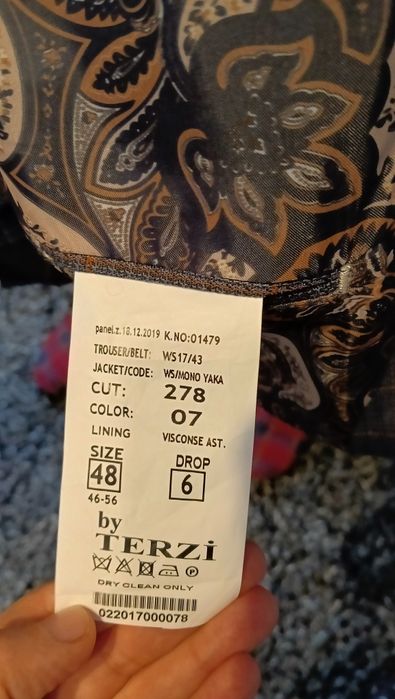 panel.z.18.12.2019 K.NO:01479
TROUSER/BELT: WS17/43
JACKET/CODE: WS/MONO YAKA
CUT: 278
COLOR: 07
LINING VISCONSE AST.
SIZE DROP
48 6
46-56
by
TERZİ
P
DRY CLEAN ONLY
022017000078